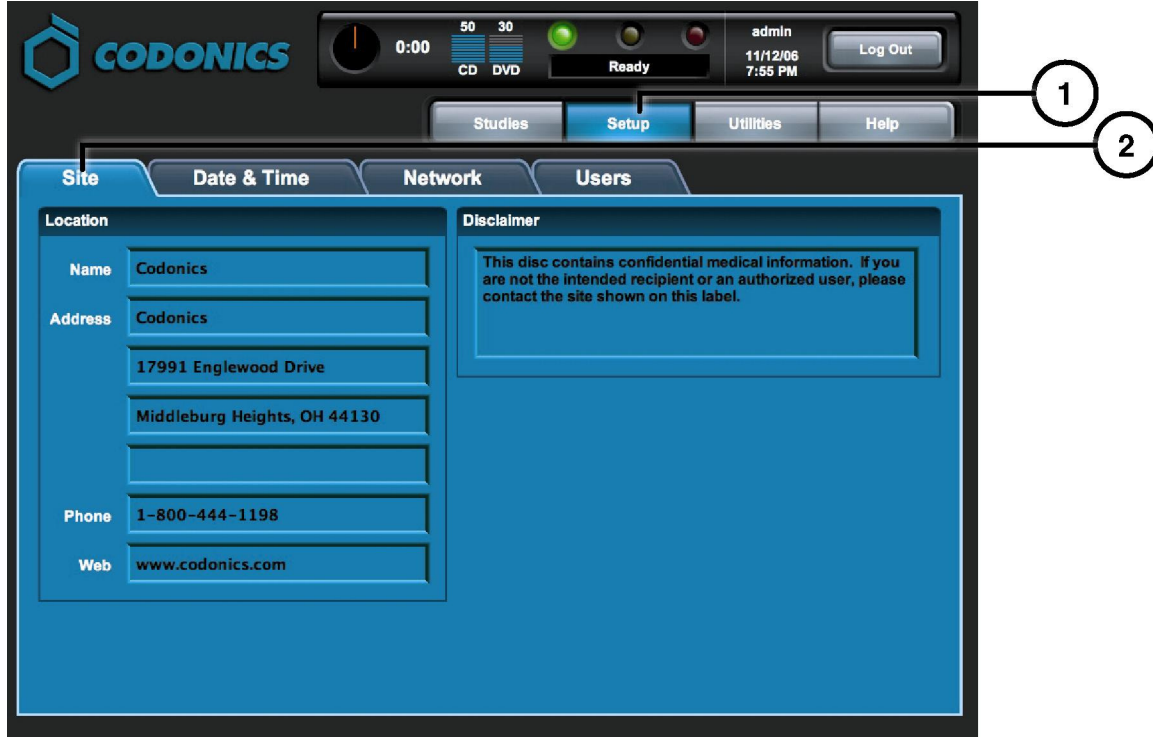 CODONICS
0:00
50 30
CD DVD
Ready
admin
11/12/06
7:55 PM
Log Out
1
Studies Setup Utilities Help
2
Site Date & Time Network Users
Location
Name Codonics
Address Codonics
17991 Englewood Drive
Middleburg Heights, OH 44130
Phone 1-800-444-1198
Web www.codonics.com
Disclaimer
This disc contains confidential medical information. If you
are not the intended recipient or an authorized user, please
contact the site shown on this label.